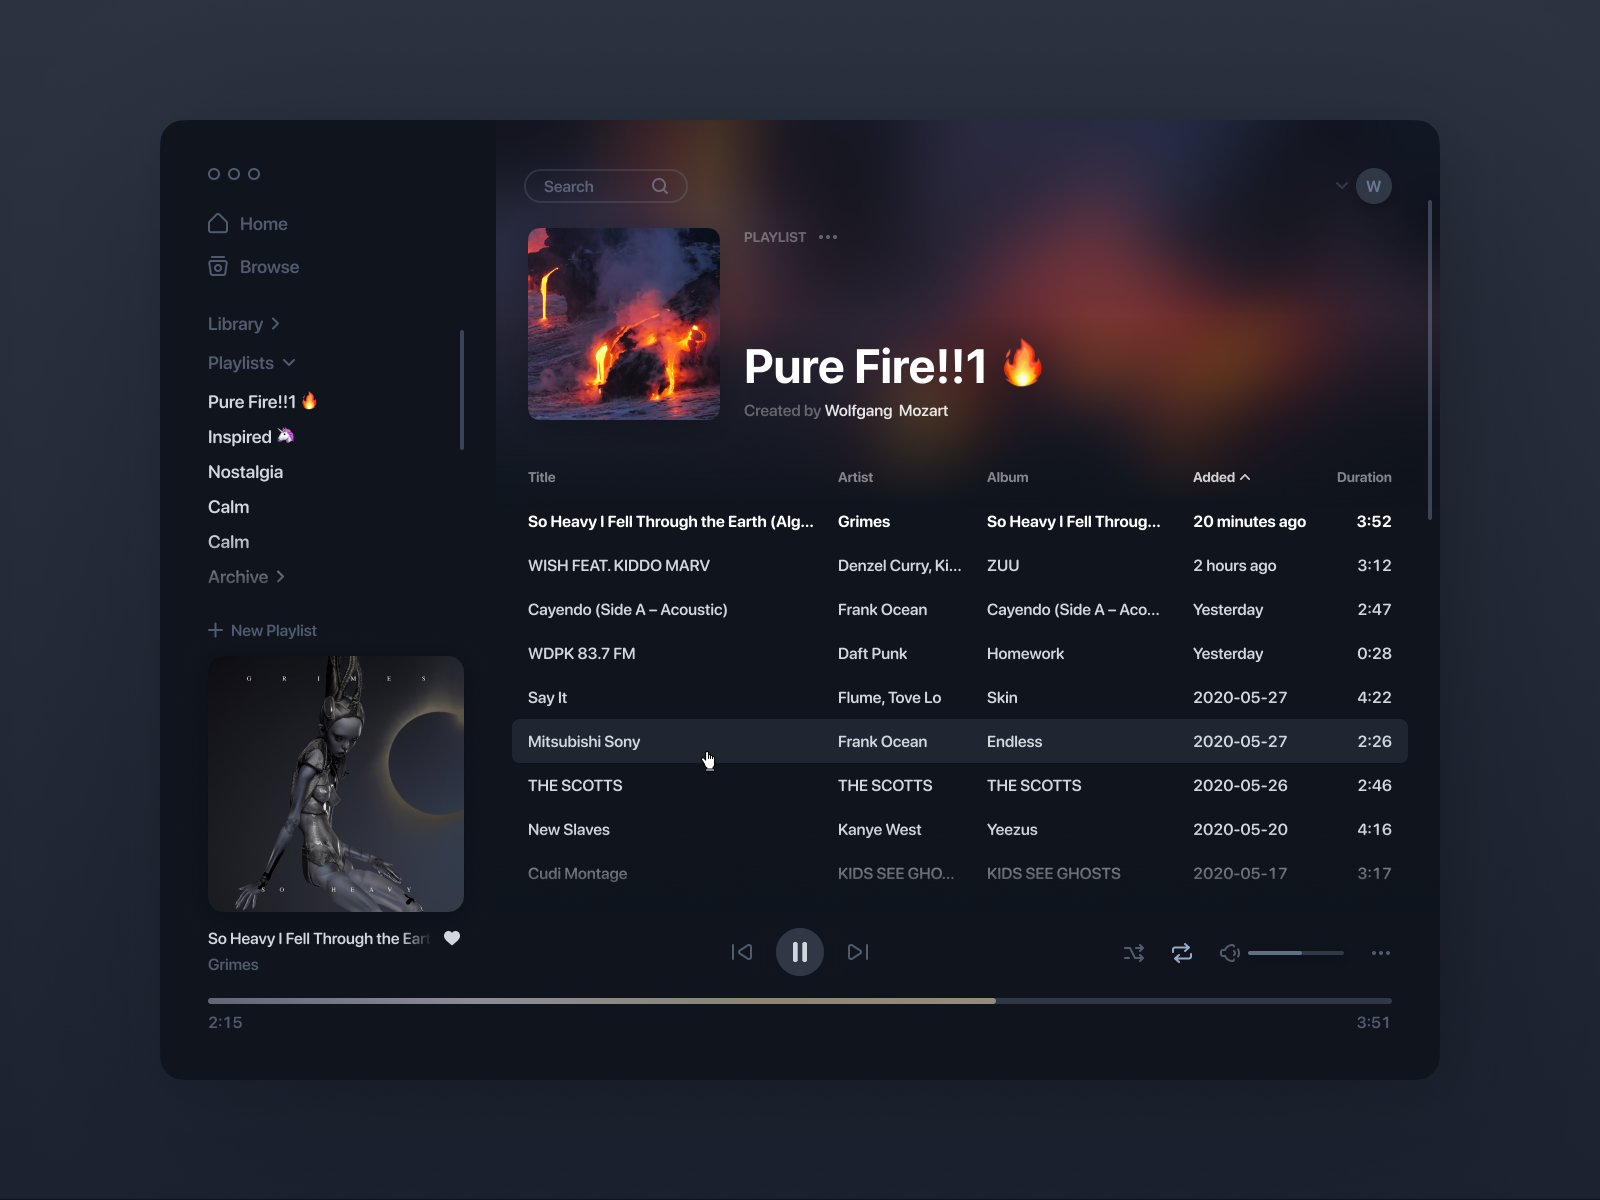 Home
Browse
Library
Playlists
Pure Fire!!1 🔥
Inspired 🦄
Nostalgia
Calm
Calm
Archive
New Playlist
G R I M E S
S O H E A V Y
So Heavy I Fell Through the Eart
Grimes
Search
W
PLAYLIST
Pure Fire!!1 🔥
Created by Wolfgang Mozart
Title Artist Album Added Duration
So Heavy I Fell Through the Earth (Alg... Grimes So Heavy I Fell Throug... 20 minutes ago 3:52
WISH FEAT. KIDDO MARV Denzel Curry, Ki... ZUU 2 hours ago 3:12
Cayendo (Side A – Acoustic) Frank Ocean Cayendo (Side A – Aco... Yesterday 2:47
WDPK 83.7 FM Daft Punk Homework Yesterday 0:28
Say It Flume, Tove Lo Skin 2020-05-27 4:22
Mitsubishi Sony Frank Ocean Endless 2020-05-27 2:26
THE SCOTTS THE SCOTTS THE SCOTTS 2020-05-26 2:46
New Slaves Kanye West Yeezus 2020-05-20 4:16
Cudi Montage KIDS SEE GHO... KIDS SEE GHOSTS 2020-05-17 3:17
2:15 3:51